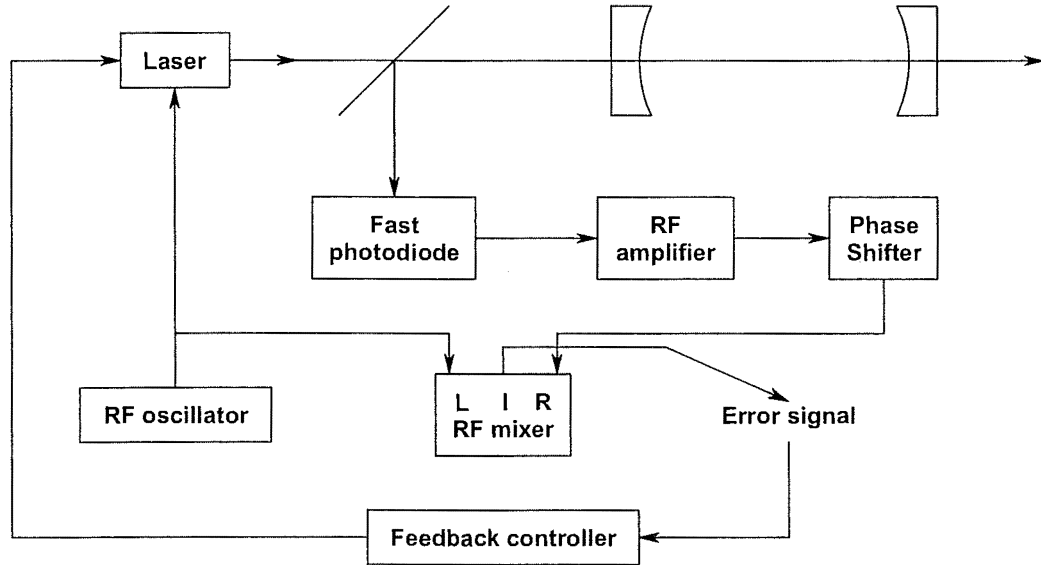 Laser
Fast
photodiode
RF
amplifier
Phase
Shifter
RF oscillator
L I R
RF mixer
Error signal
Feedback controller